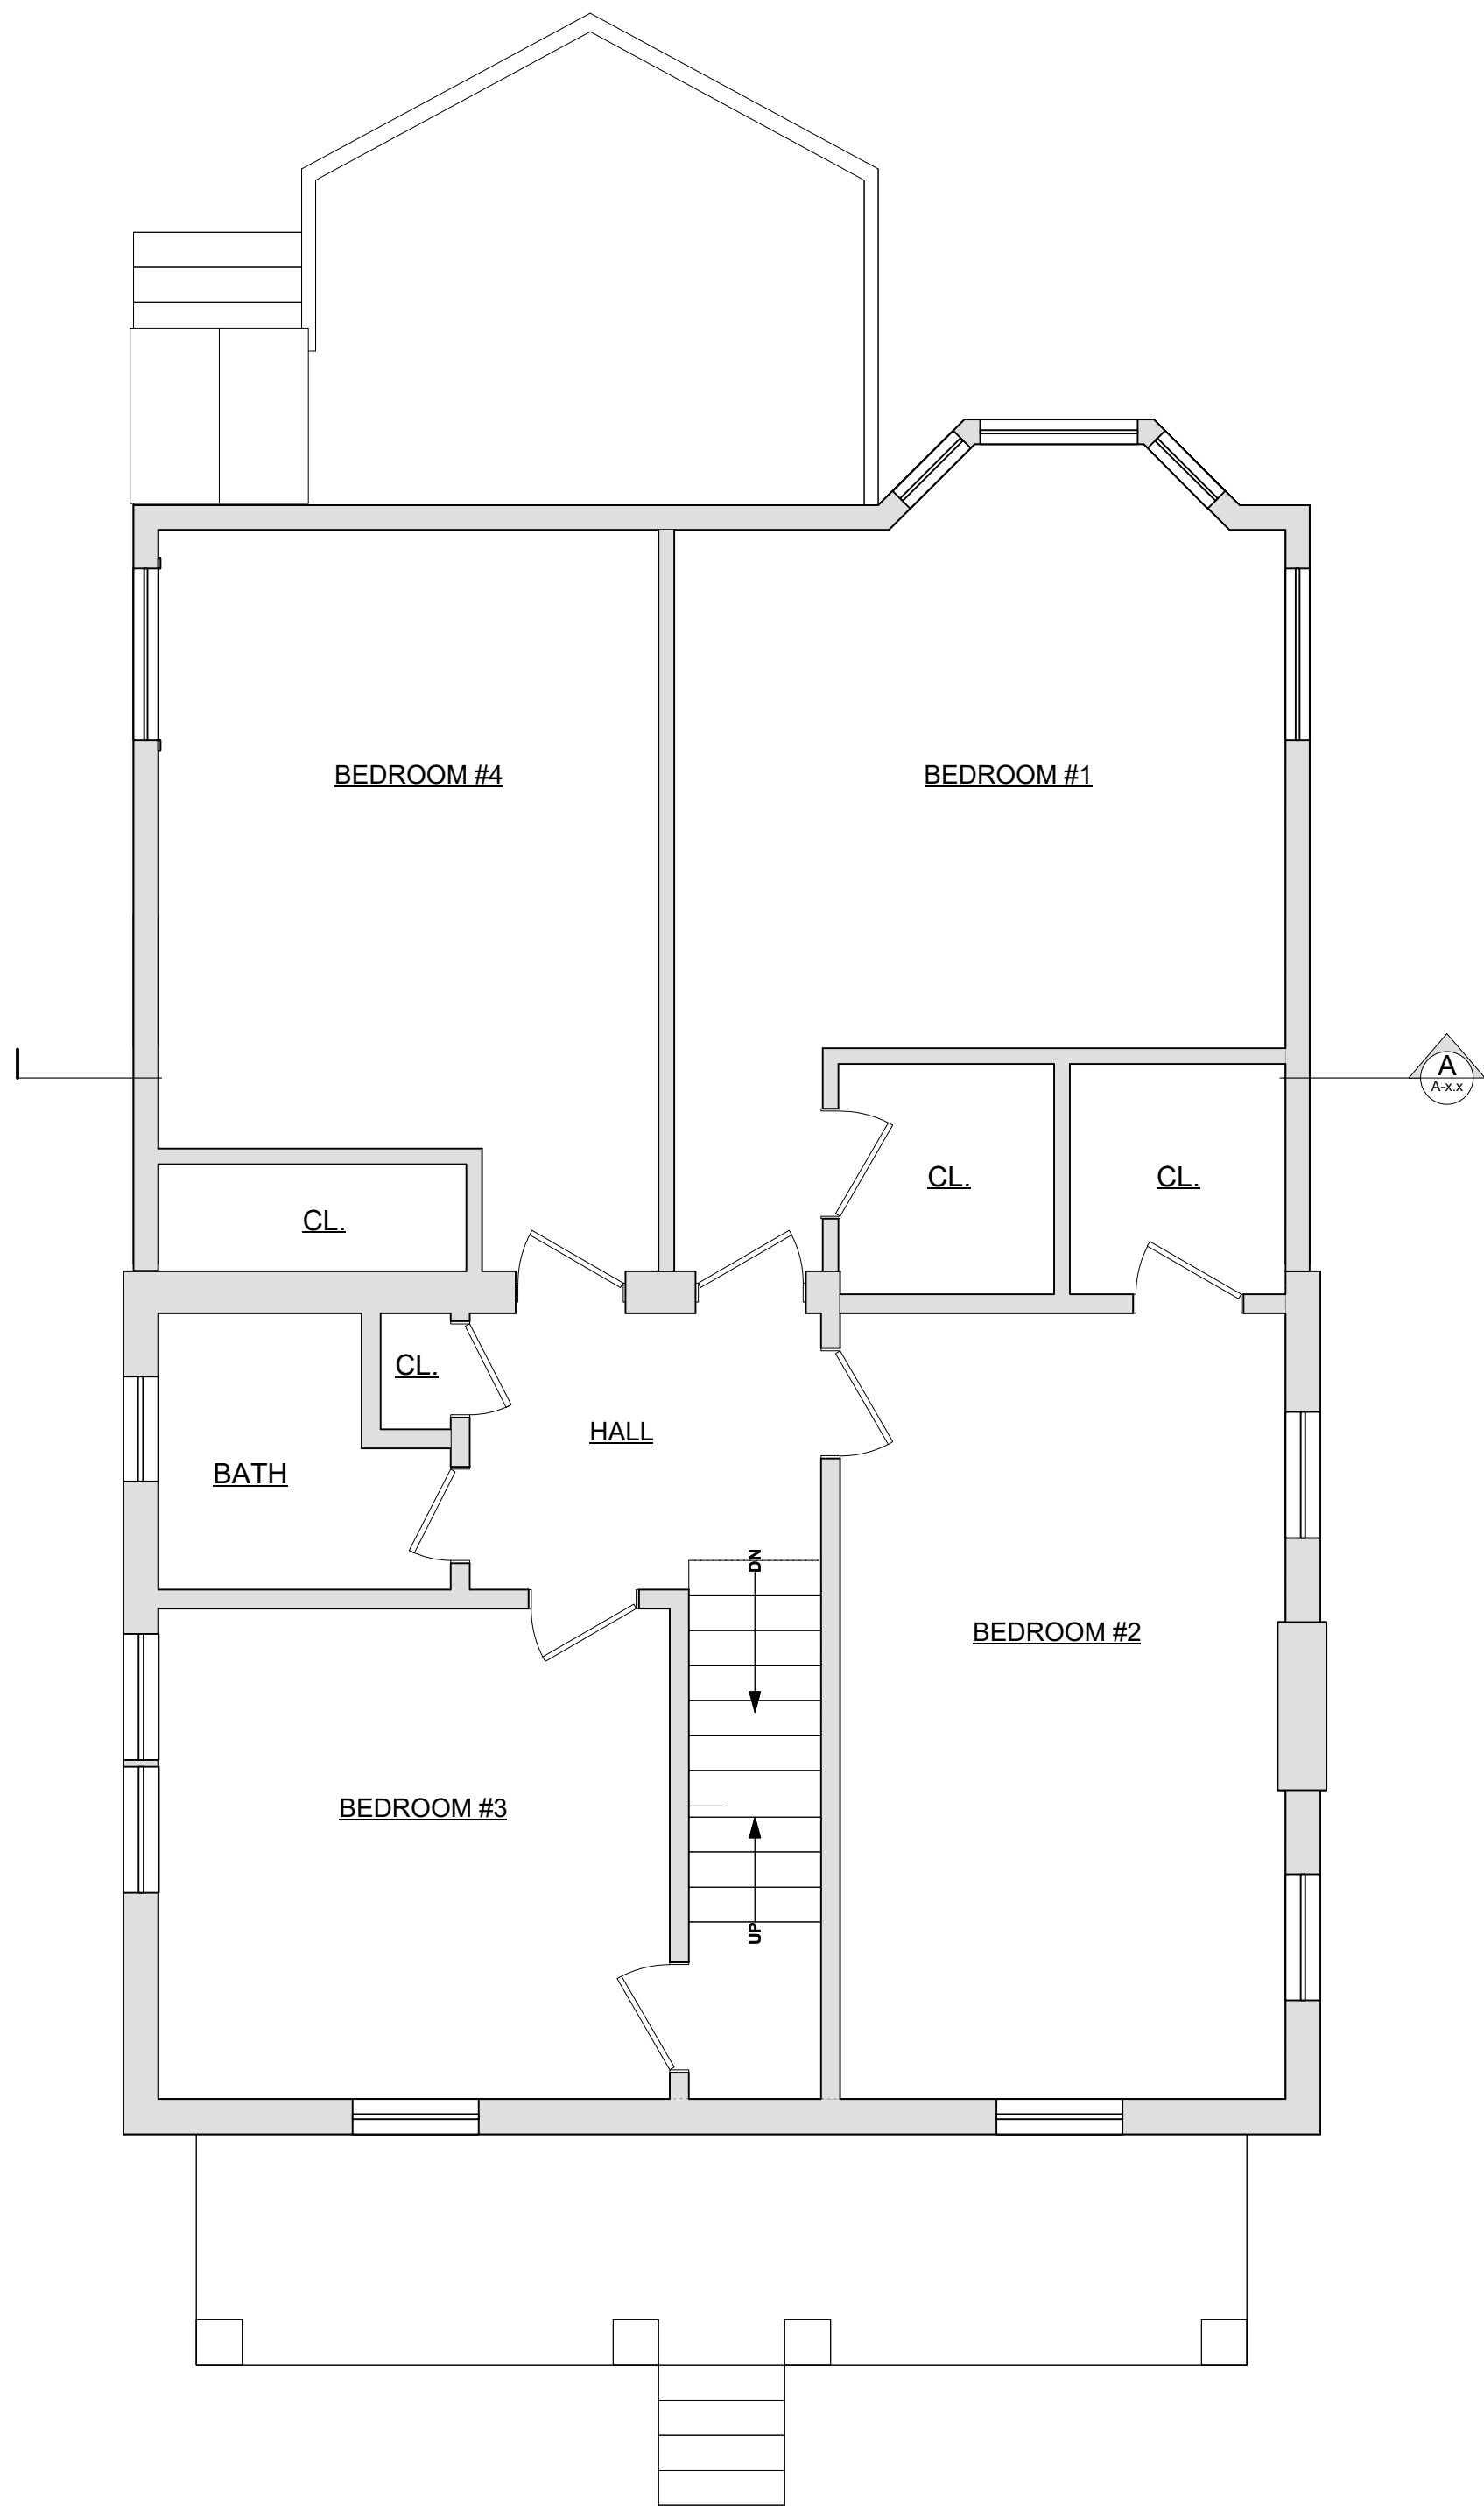 BEDROOM #4
BEDROOM #1
A
A-x.x
CL.
CL.
CL.
CL.
HALL
BATH
DN
BEDROOM #2
BEDROOM #3
UP